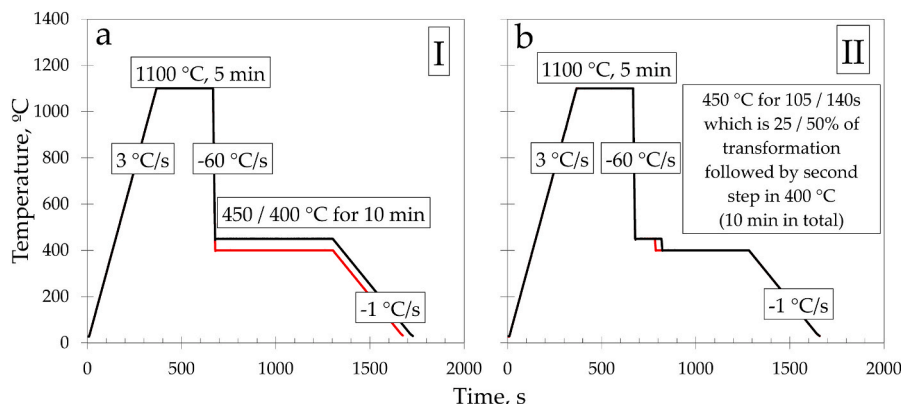 a
I
1400
1200
1000
800
600
400
200
0
Temperature, ºC
1100 °C, 5 min
3 °C/s
-60 °C/s
450 / 400 °C for 10 min
-1 °C/s
0
500
1000
1500
2000
b
II
1100 °C, 5 min
3 °C/s
-60 °C/s
450 °C for 105 / 140s
which is 25 / 50% of
transformation
followed by second
step in 400 °C
(10 min in total)
-1 °C/s
0
500
1000
1500
2000
Time, s